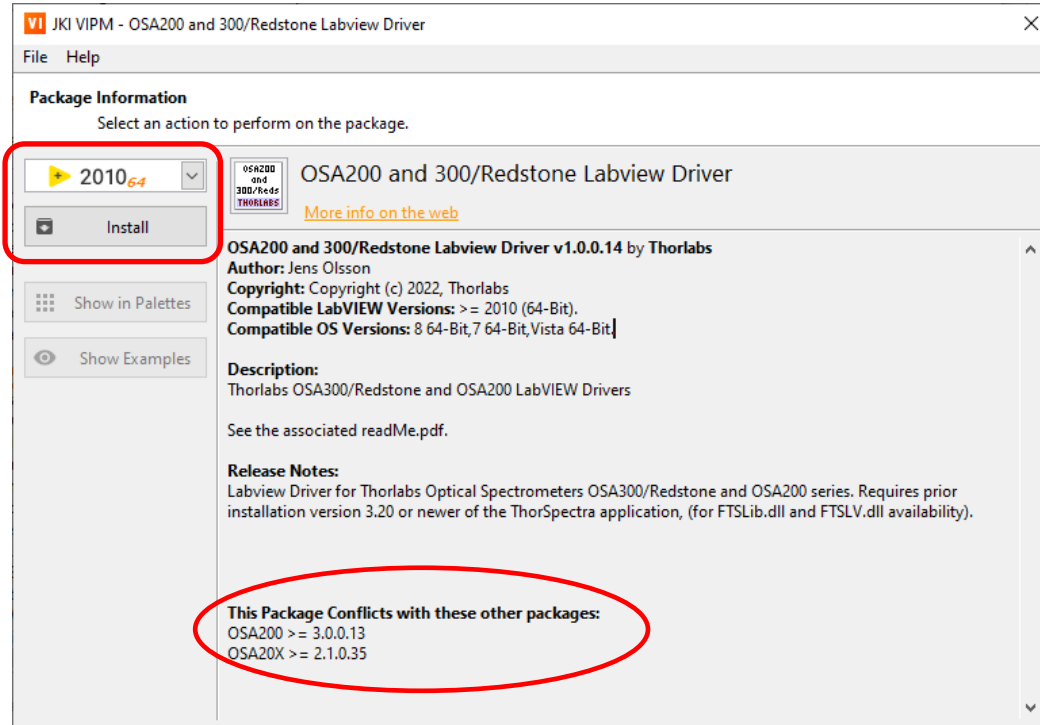 VI JKI VIPM - OSA200 and 300/Redstone Labview Driver
File Help
Package Information
Select an action to perform on the package.
2010 64
Install
Show in Palettes
Show Examples
OSA200
and
300/Reds
THORLABS
OSA200 and 300/Redstone Labview Driver
More info on the web
OSA200 and 300/Redstone Labview Driver v1.0.0.14 by Thorlabs
Author: Jens Olsson
Copyright: Copyright (c) 2022, Thorlabs
Compatible LabVIEW Versions: >= 2010 (64-Bit).
Compatible OS Versions: 8 64-Bit,7 64-Bit,Vista 64-Bit.
Description:
Thorlabs OSA300/Redstone and OSA200 LabVIEW Drivers
See the associated readMe.pdf.
Release Notes:
Labview Driver for Thorlabs Optical Spectrometers OSA300/Redstone and OSA200 series. Requires prior
installation version 3.20 or newer of the ThorSpectra application, (for FTSLib.dll and FTSLV.dll availability).
This Package Conflicts with these other packages:
OSA200 >= 3.0.0.13
OSA20X >= 2.1.0.35